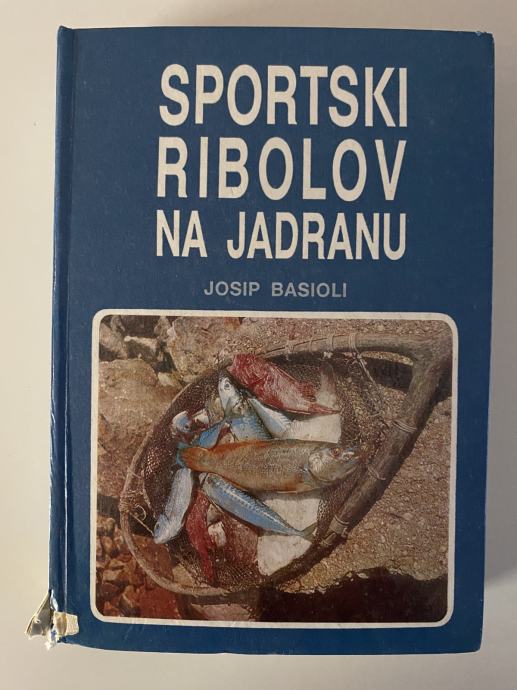 SPORTSKI
RIBOLOV
NA JADRANU
JOSIP BASIOLI